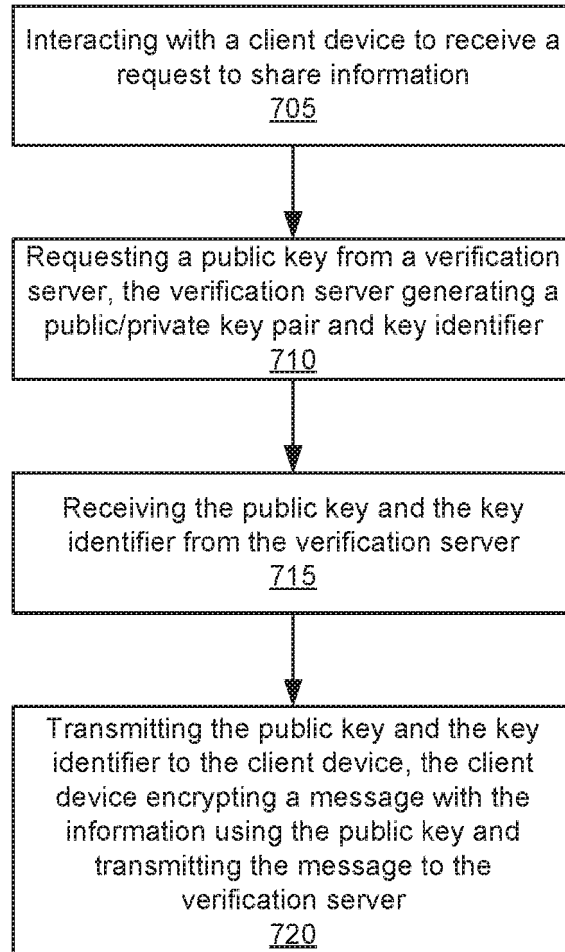 Interacting with a client device to receive a
request to share information
705
Requesting a public key from a verification
server, the verification server generating a
public/private key pair and key identifier
710
Receiving the public key and the key
identifier from the verification server
715
Transmitting the public key and the key
identifier to the client device, the client
device encrypting a message with the
information using the public key and
transmitting the message to the
verification server
720